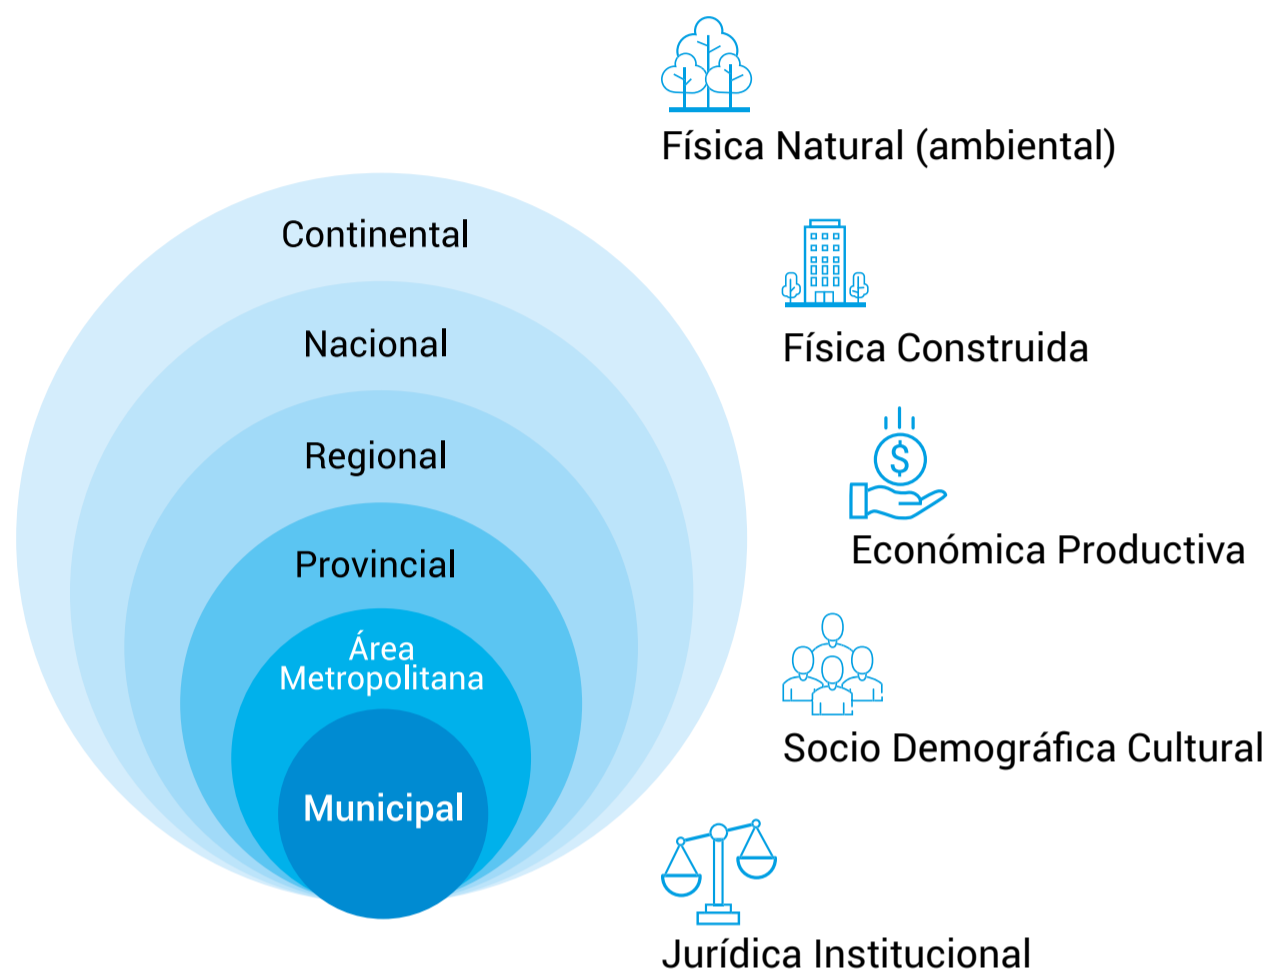 Continental
Nacional
Regional
Provincial
Área
Metropolitana
Municipal
Física Natural (ambiental)
Física Construida
$
Económica Productiva
Socio Demográfica Cultural
Jurídica Institucional